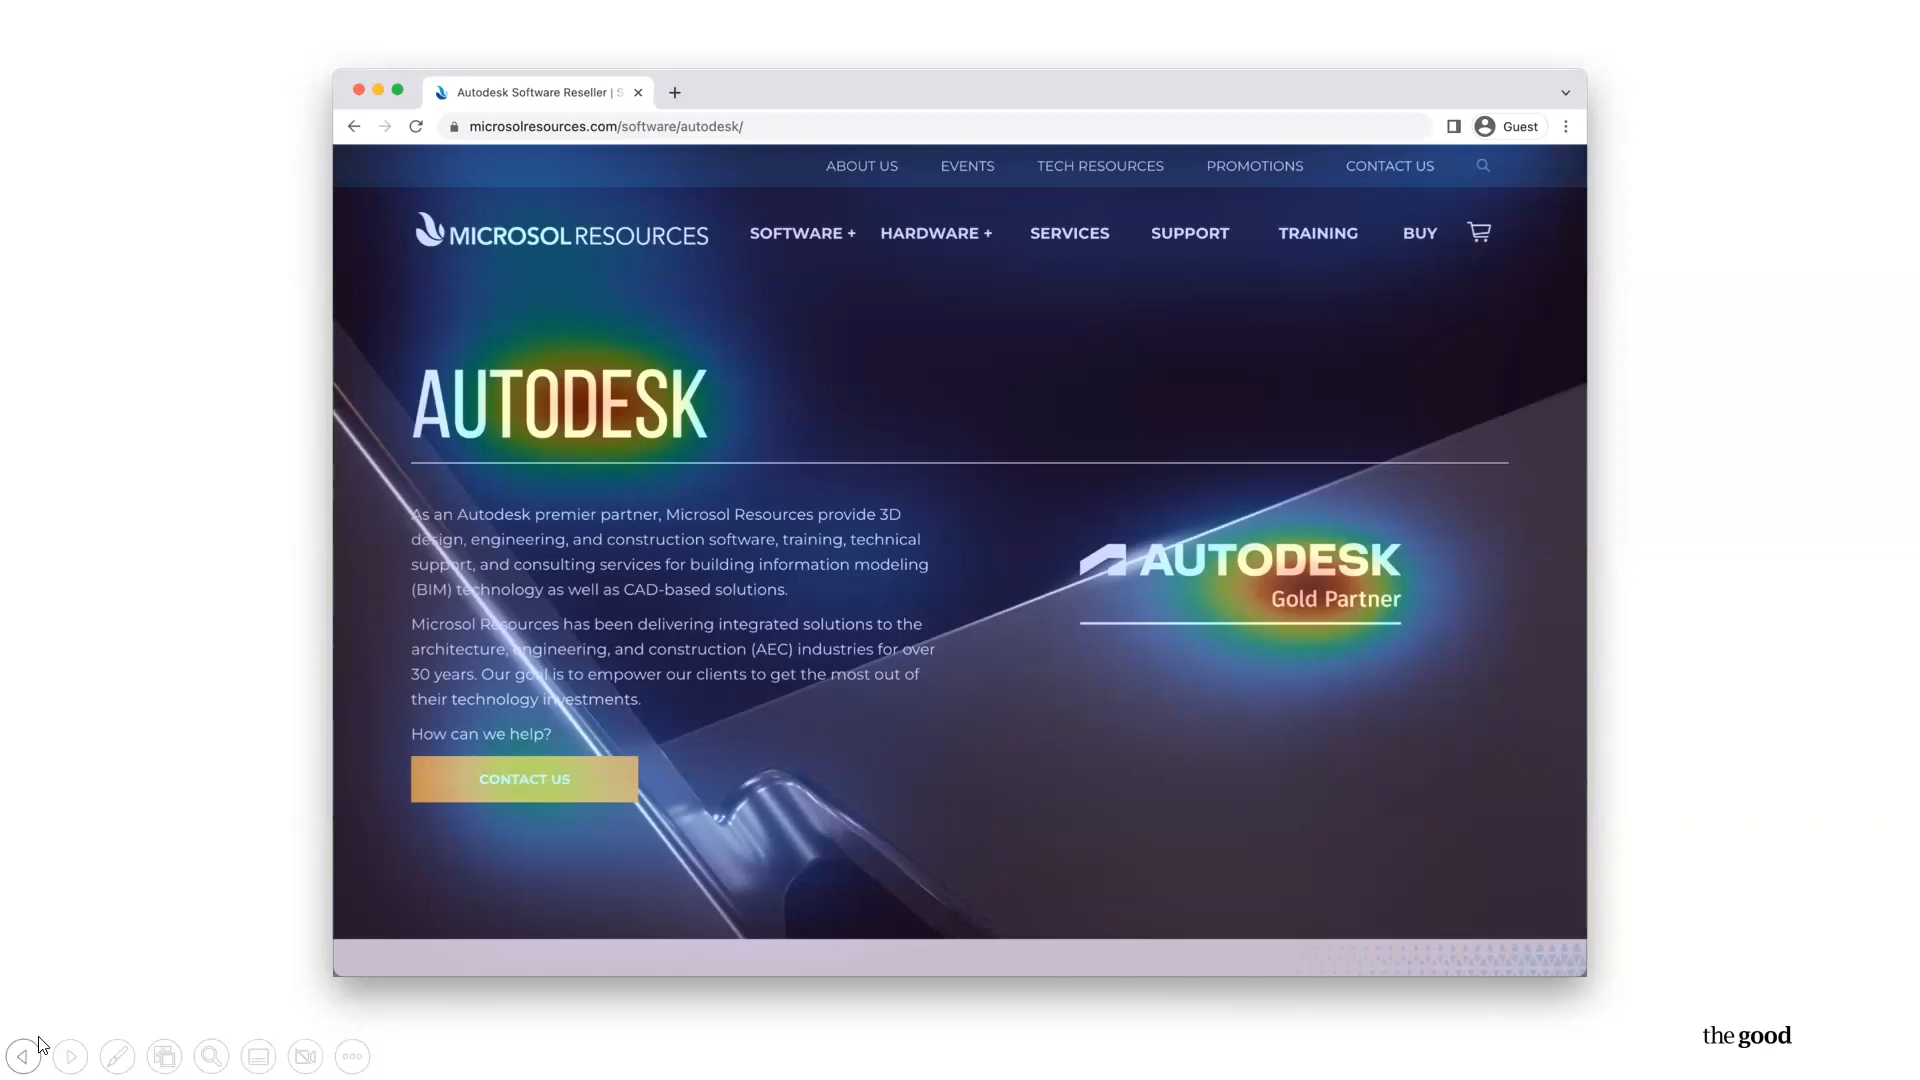 Autodesk Software Reseller | S
microsolresources.com/software/autodesk/
Guest
ABOUT US EVENTS TECH RESOURCES PROMOTIONS CONTACT US
MICROSOL RESOURCES SOFTWARE + HARDWARE + SERVICES SUPPORT TRAINING BUY
AUTODESK
As an Autodesk premier partner, Microsol Resources provide 3D
design, engineering, and construction software, training, technical
support, and consulting services for building information modeling
(BIM) technology as well as CAD-based solutions.
Microsol Resources has been delivering integrated solutions to the
architecture, engineering, and construction (AEC) industries for over
30 years. Our goal is to empower our clients to get the most out of
their technology investments.
How can we help?
CONTACT US
AUTODESK
Gold Partner
the good